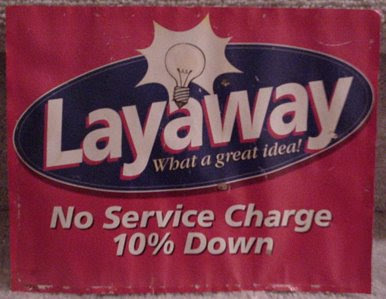 Layaway
What a great idea!
No Service Charge
10% Down